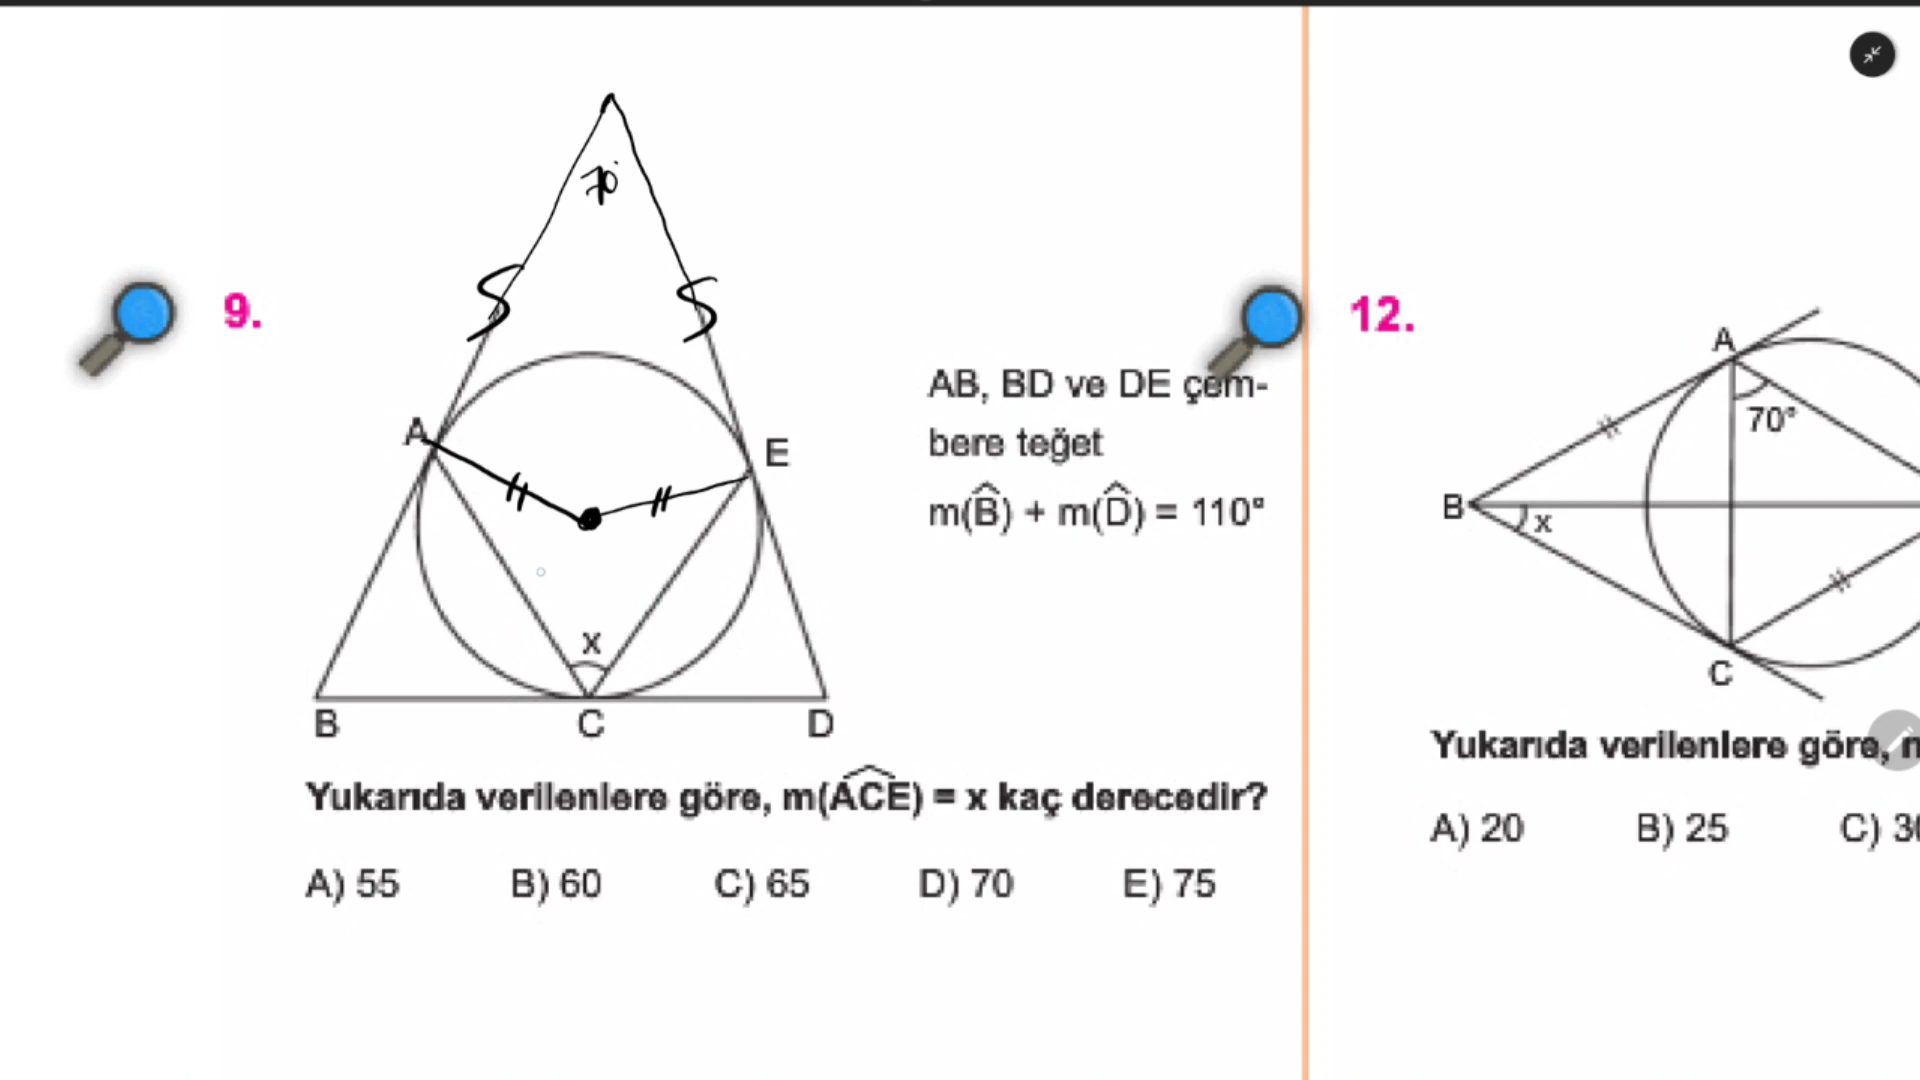 9.
70°
A
E
B
C
D
x
AB, BD ve DE çem-
bere teğet
m(B̂) + m(D̂) = 110°
Yukarıda verilenlere göre, m(ACE) = x kaç derecedir?
A) 55 B) 60 C) 65 D) 70 E) 75
12.
A
70°
B
x
C
Yukarıda verilenlere göre,
A) 20 B) 25 C)